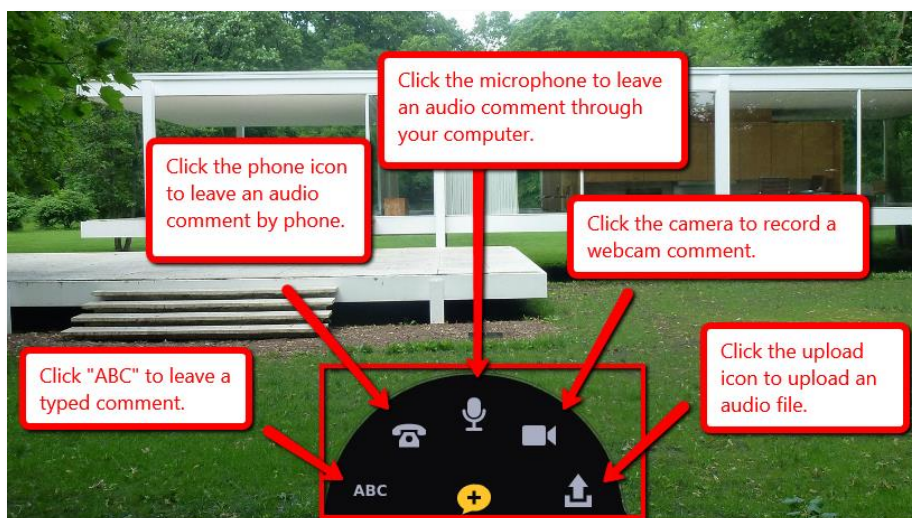 Click the microphone to leave
an audio comment through
your computer.
Click the phone icon
to leave an audio
comment by phone.
Click the camera to record a
webcam comment.
Click "ABC" to leave a
typed comment.
Click the upload
icon to upload an
audio file.
ABC